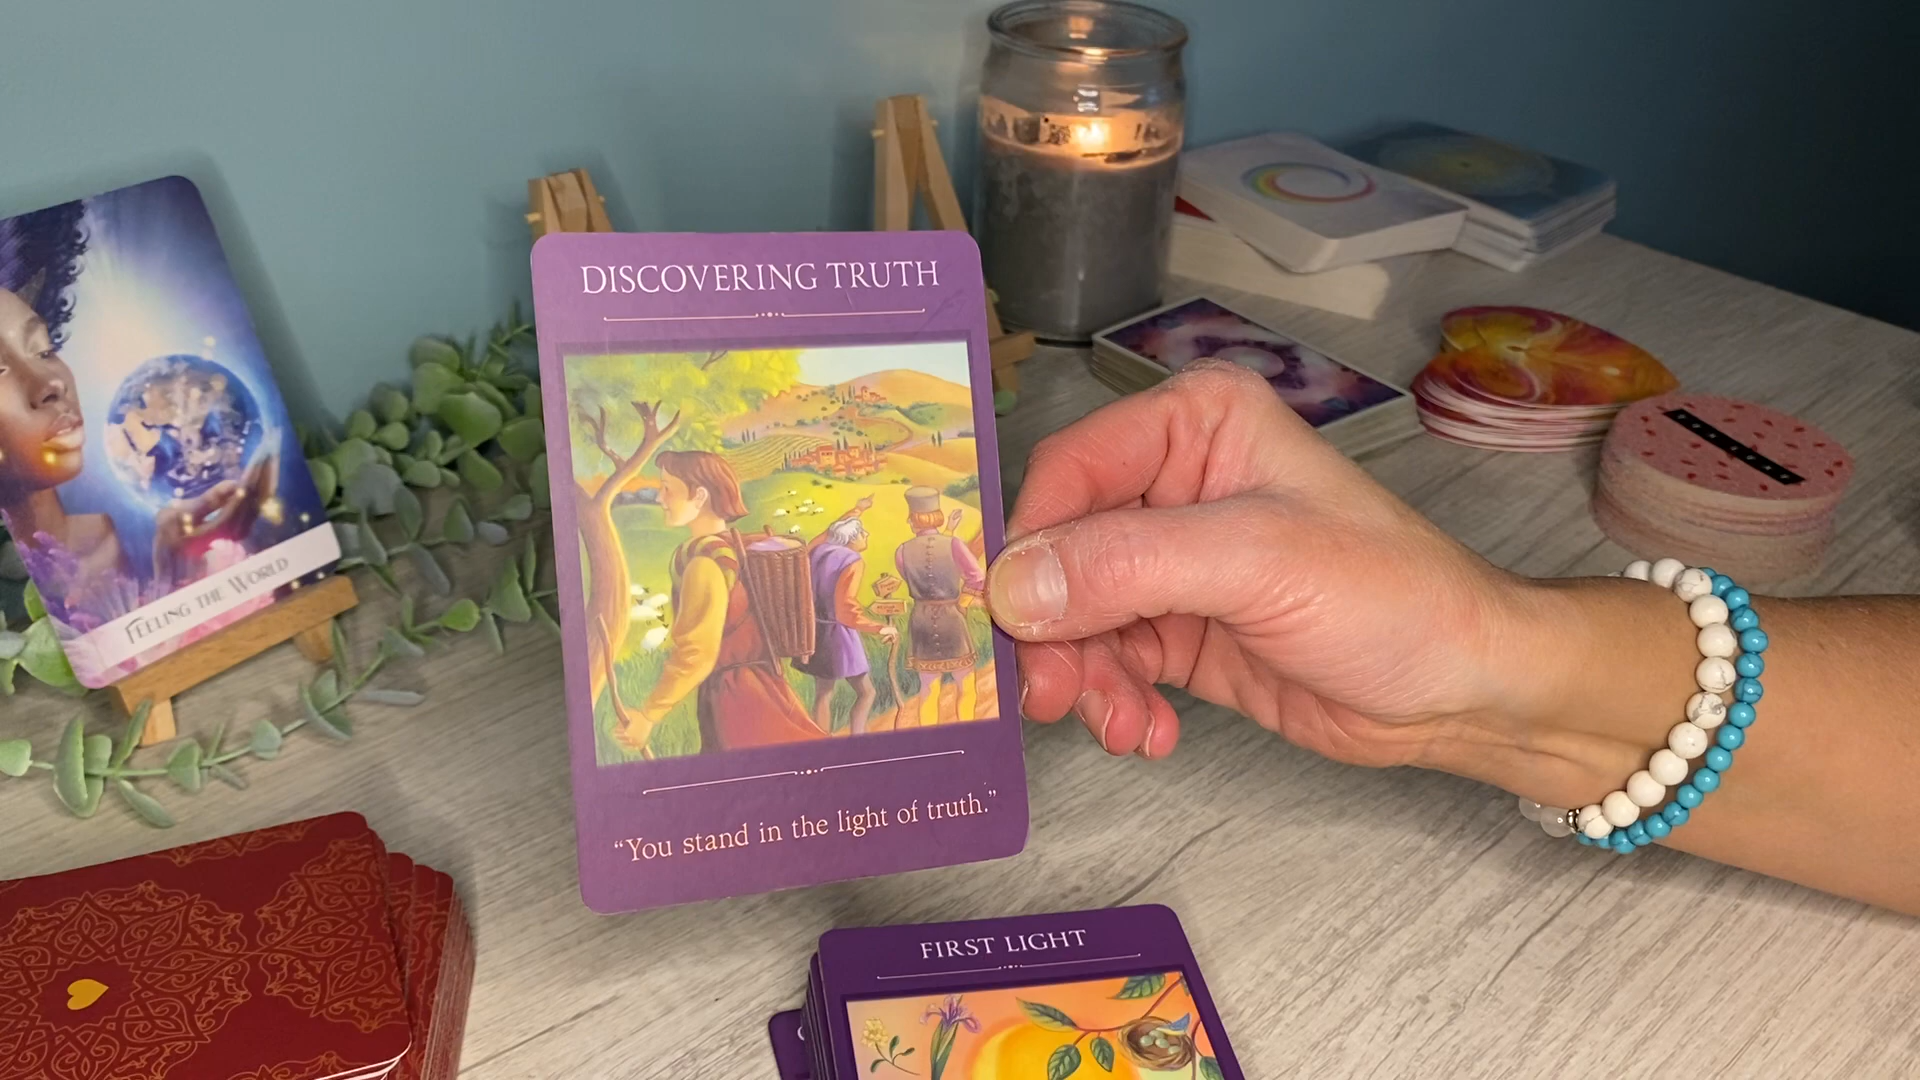 DISCOVERING TRUTH
"You stand in the light of truth."
FEELING THE WORLD
FIRST LIGHT